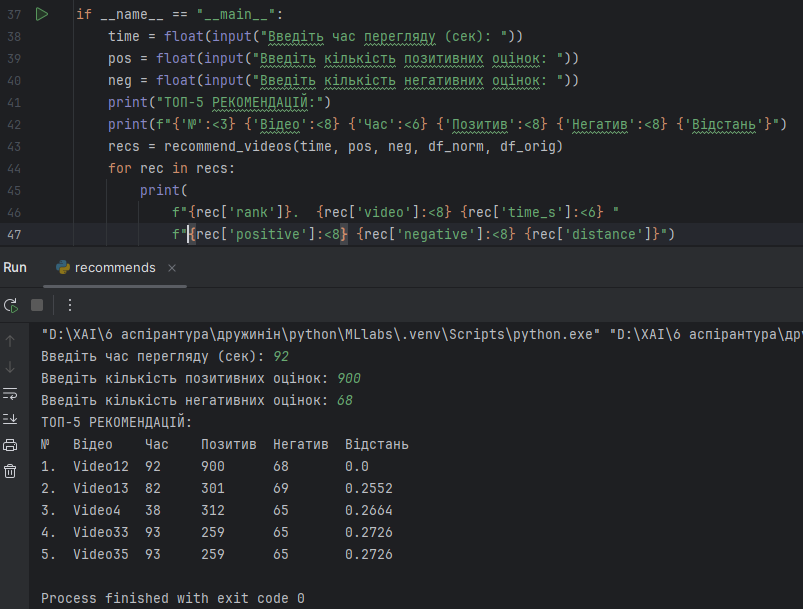 37 if __name__ == "__main__":
38 time = float(input("Введіть час перегляду (сек): "))
39 pos = float(input("Введіть кількість позитивних оцінок: "))
40 neg = float(input("Введіть кількість негативних оцінок: "))
41 print("ТОП-5 РЕКОМЕНДАЦІЙ:")
42 print(f"{'№':<3} {'Відео':<8} {'Час':<6} {'Позитив':<8} {'Негатив':<8} {'Відстань'}")
43 recs = recommend_videos(time, pos, neg, df_norm, df_orig)
44 for rec in recs:
45 print(
46 f"{rec['rank']}.  {rec['video']:<8} {rec['time_s']:<6} "
47 f"{rec['positive']:<8} {rec['negative']:<8} {rec['distance']}")
Run recommends
"D:\XAI\6 аспірантура\дружинін\python\MLlabs\.venv\Scripts\python.exe" "D:\XAI\6 аспірантура\
Введіть час перегляду (сек): 92
Введіть кількість позитивних оцінок: 900
Введіть кількість негативних оцінок: 68
ТОП-5 РЕКОМЕНДАЦІЙ:
№ Відео Час Позитив Негатив Відстань
1. Video12 92 900 68 0.0
2. Video13 82 301 69 0.2552
3. Video4 38 312 65 0.2664
4. Video33 93 259 65 0.2726
5. Video35 93 259 65 0.2726
Process finished with exit code 0